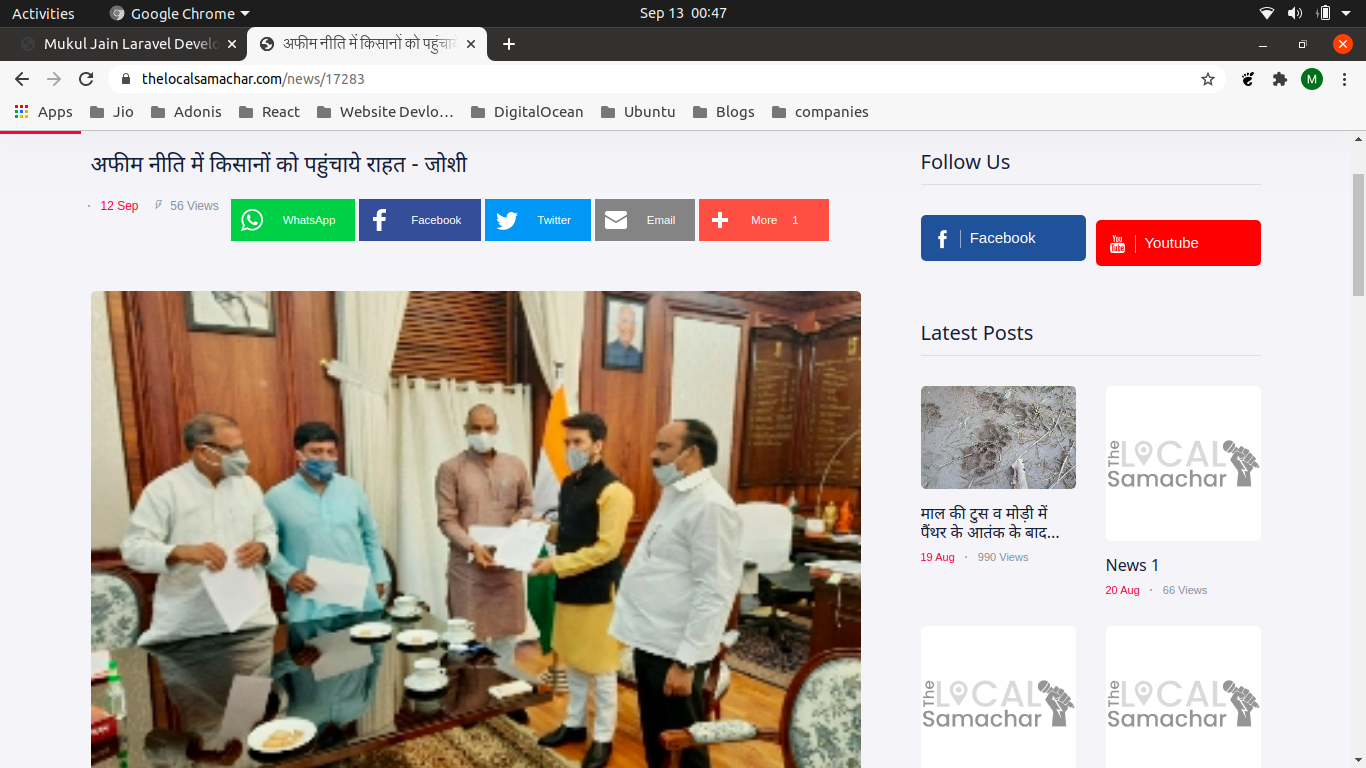 Activities
Google Chrome
Sep 13 00:47
Mukul Jain Laravel Develo
अफीम नीति में किसानों को पहुंचाये
thelocalsamachar.com/news/17283
M
Apps
Jio
Adonis
React
Website Devlo...
DigitalOcean
Ubuntu
Blogs
companies
अफीम नीति में किसानों को पहुंचाये राहत - जोशी
12 Sep
56 Views
WhatsApp
Facebook
Twitter
Email
More 1
Follow Us
Facebook
You Tube
Youtube
Latest Posts
माल की टुस व मोड़ी में
पैंथर के आतंक के बाद...
19 Aug · 990 Views
The LOCAL
Samachar
News 1
20 Aug · 66 Views
The LOCAL
Samachar
The LOCAL
Samachar